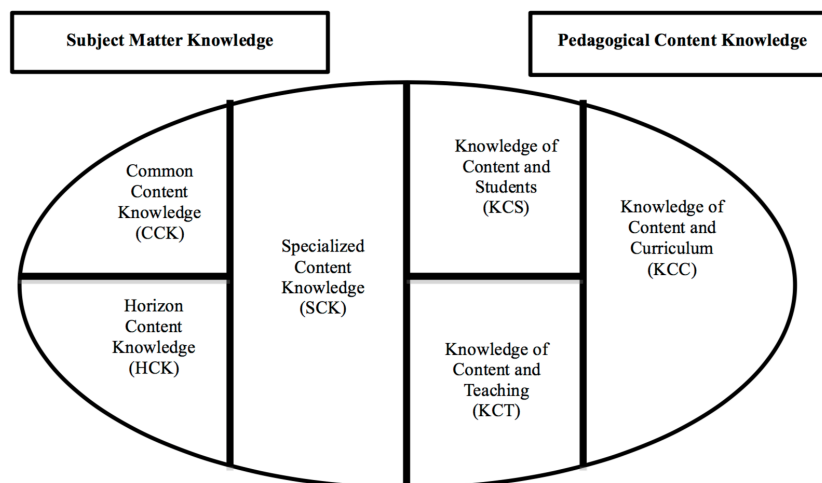 Subject Matter Knowledge
Pedagogical Content Knowledge
Common
Content
Knowledge
(CCK)
Horizon
Content
Knowledge
(HCK)
Specialized
Content
Knowledge
(SCK)
Knowledge of
Content and
Students
(KCS)
Knowledge of
Content and
Teaching
(KCT)
Knowledge of
Content and
Curriculum
(KCC)